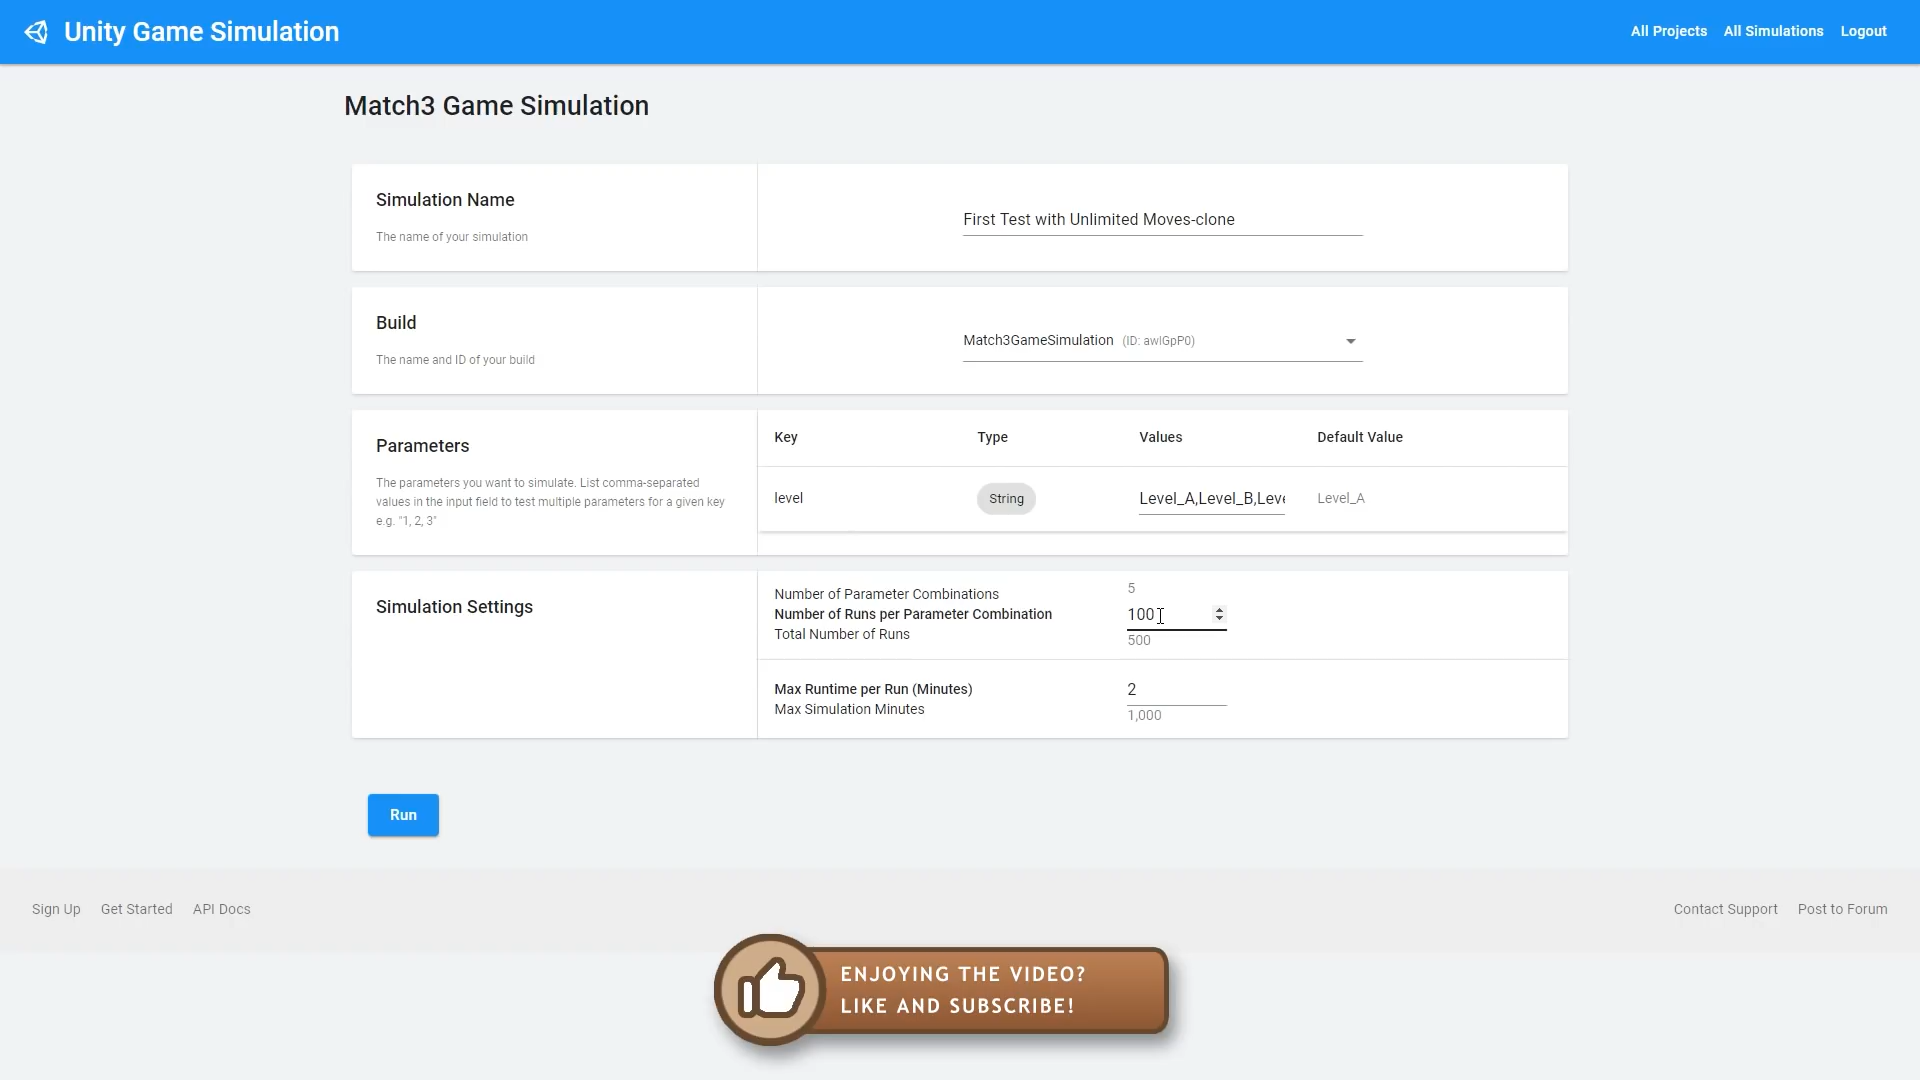 Unity Game Simulation
All Projects
All Simulations
Logout
Match3 Game Simulation
Simulation Name
The name of your simulation
First Test with Unlimited Moves-clone
Build
The name and ID of your build
Match3GameSimulation (ID: awlGpP0)
Parameters
The parameters you want to simulate. List comma-separated
values in the input field to test multiple parameters for a given key
e.g. "1, 2, 3"
Key Type Values Default Value
level String Level_A,Level_B,Leve Level_A
Simulation Settings
Number of Parameter Combinations 5
Number of Runs per Parameter Combination 100
Total Number of Runs 500
Max Runtime per Run (Minutes) 2
Max Simulation Minutes 1,000
Run
Sign Up
Get Started
API Docs
Contact Support
Post to Forum
ENJOYING THE VIDEO?
LIKE AND SUBSCRIBE!